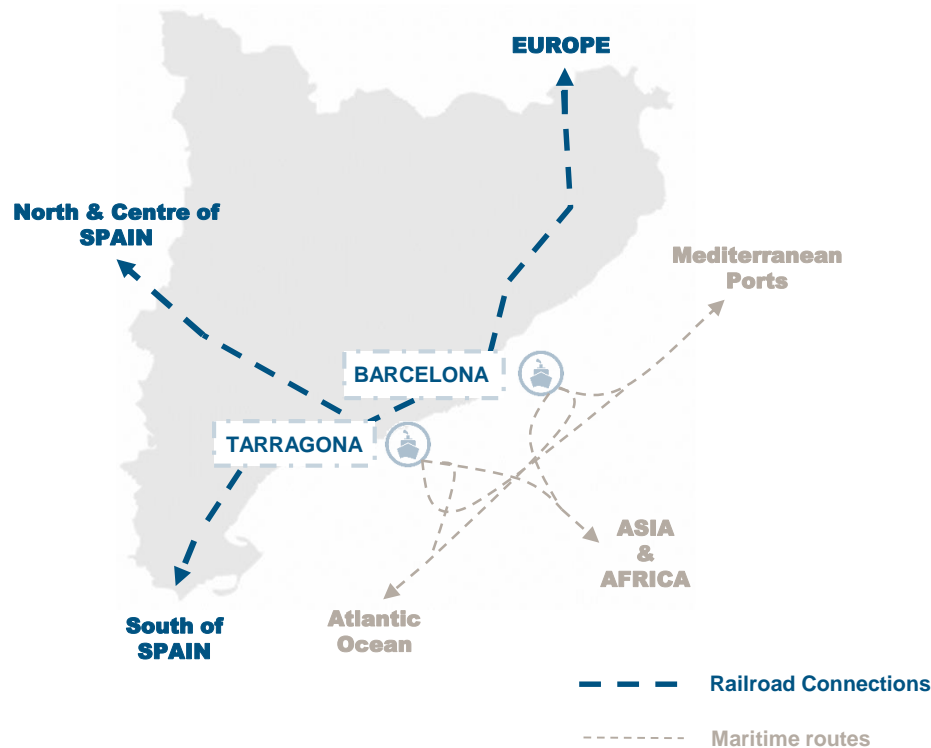 EUROPE
North & Centre of
SPAIN
Mediterranean
Ports
BARCELONA
TARRAGONA
ASIA
&
AFRICA
Atlantic
Ocean
South of
SPAIN
Railroad Connections
Maritime routes